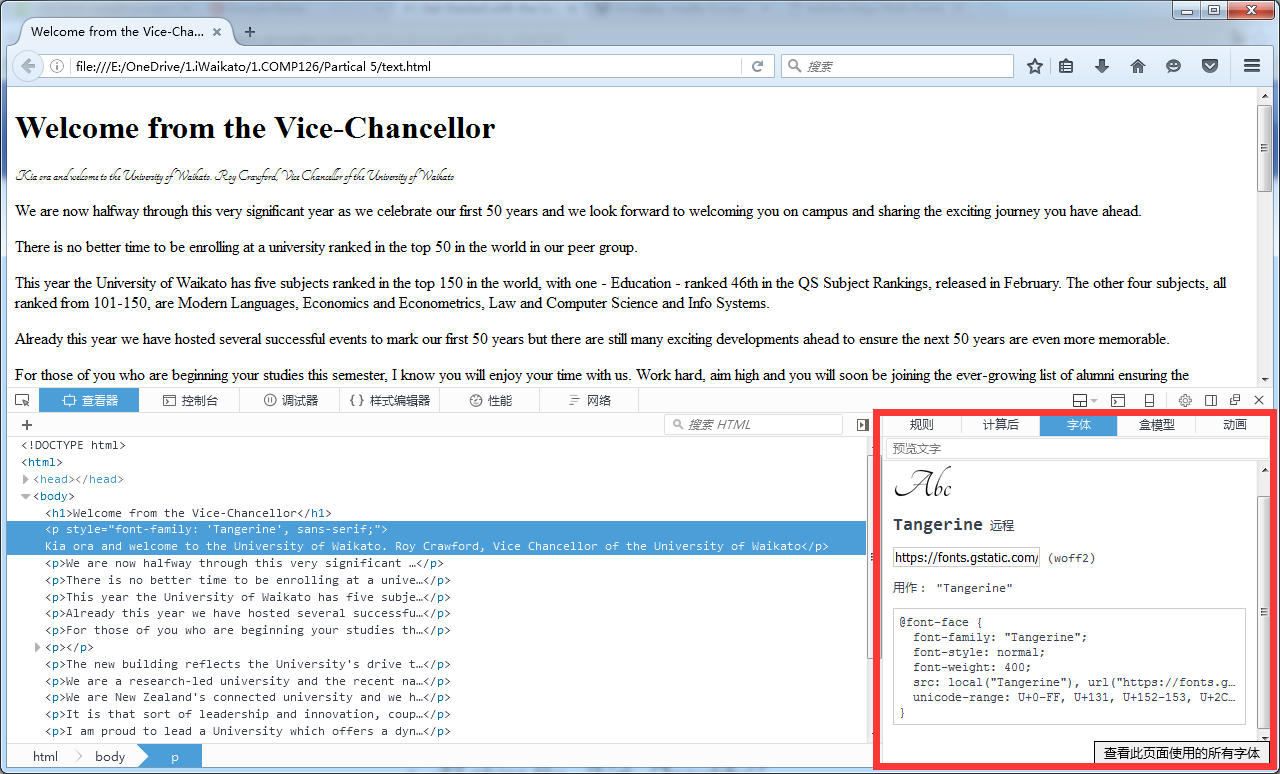 Welcome from the Vice-Cha...
file:///E:/OneDrive/1.iWaikato/1.COMP126/Partical 5/text.html
搜索
Welcome from the Vice-Chancellor
Kia ora and welcome to the University of Waikato. Roy Crawford, Vice Chancellor of the University of Waikato
We are now halfway through this very significant year as we celebrate our first 50 years and we look forward to welcoming you on campus and sharing the exciting journey you have ahead.
There is no better time to be enrolling at a university ranked in the top 50 in the world in our peer group.
This year the University of Waikato has five subjects ranked in the top 150 in the world, with one - Education - ranked 46th in the QS Subject Rankings, released in February. The other four subjects, all
ranked from 101-150, are Modern Languages, Economics and Econometrics, Law and Computer Science and Info Systems.
Already this year we have hosted several successful events to mark our first 50 years but there are still many exciting developments ahead to ensure the next 50 years are even more memorable.
For those of you who are beginning your studies this semester, I know you will enjoy your time with us. Work hard, aim high and you will soon be joining the ever-growing list of alumni ensuring the
查看器 控制台 调试器 {} 样式编辑器 性能 网络
+ 搜索 HTML
<!DOCTYPE html>
<html>
<head></head>
<body>
<h1>Welcome from the Vice-Chancellor</h1>
<p style="font-family: 'Tangerine', sans-serif;">
Kia ora and welcome to the University of Waikato. Roy Crawford, Vice Chancellor of the University of Waikato</p>
<p>We are now halfway through this very significant …</p>
<p>There is no better time to be enrolling at a unive…</p>
<p>This year the University of Waikato has five subje…</p>
<p>Already this year we have hosted several successfu…</p>
<p>For those of you who are beginning your studies th…</p>
<p></p>
<p>The new building reflects the University's drive t…</p>
<p>We are a research-led university and the recent na…</p>
<p>We are New Zealand's connected university and we h…</p>
<p>It is that sort of leadership and innovation, coup…</p>
<p>I am proud to lead a University which offers a dyn…</p>
html body p
规则 计算后 字体 盒模型 动画
预览文字
Abc
Tangerine 远程
https://fonts.gstatic.com/ (woff2)
用作： "Tangerine"
@font-face {
font-family: "Tangerine";
font-style: normal;
font-weight: 400;
src: local("Tangerine"), url("https://fonts.g…
unicode-range: U+0-FF, U+131, U+152-153, U+2C…
}
查看此页面使用的所有字体